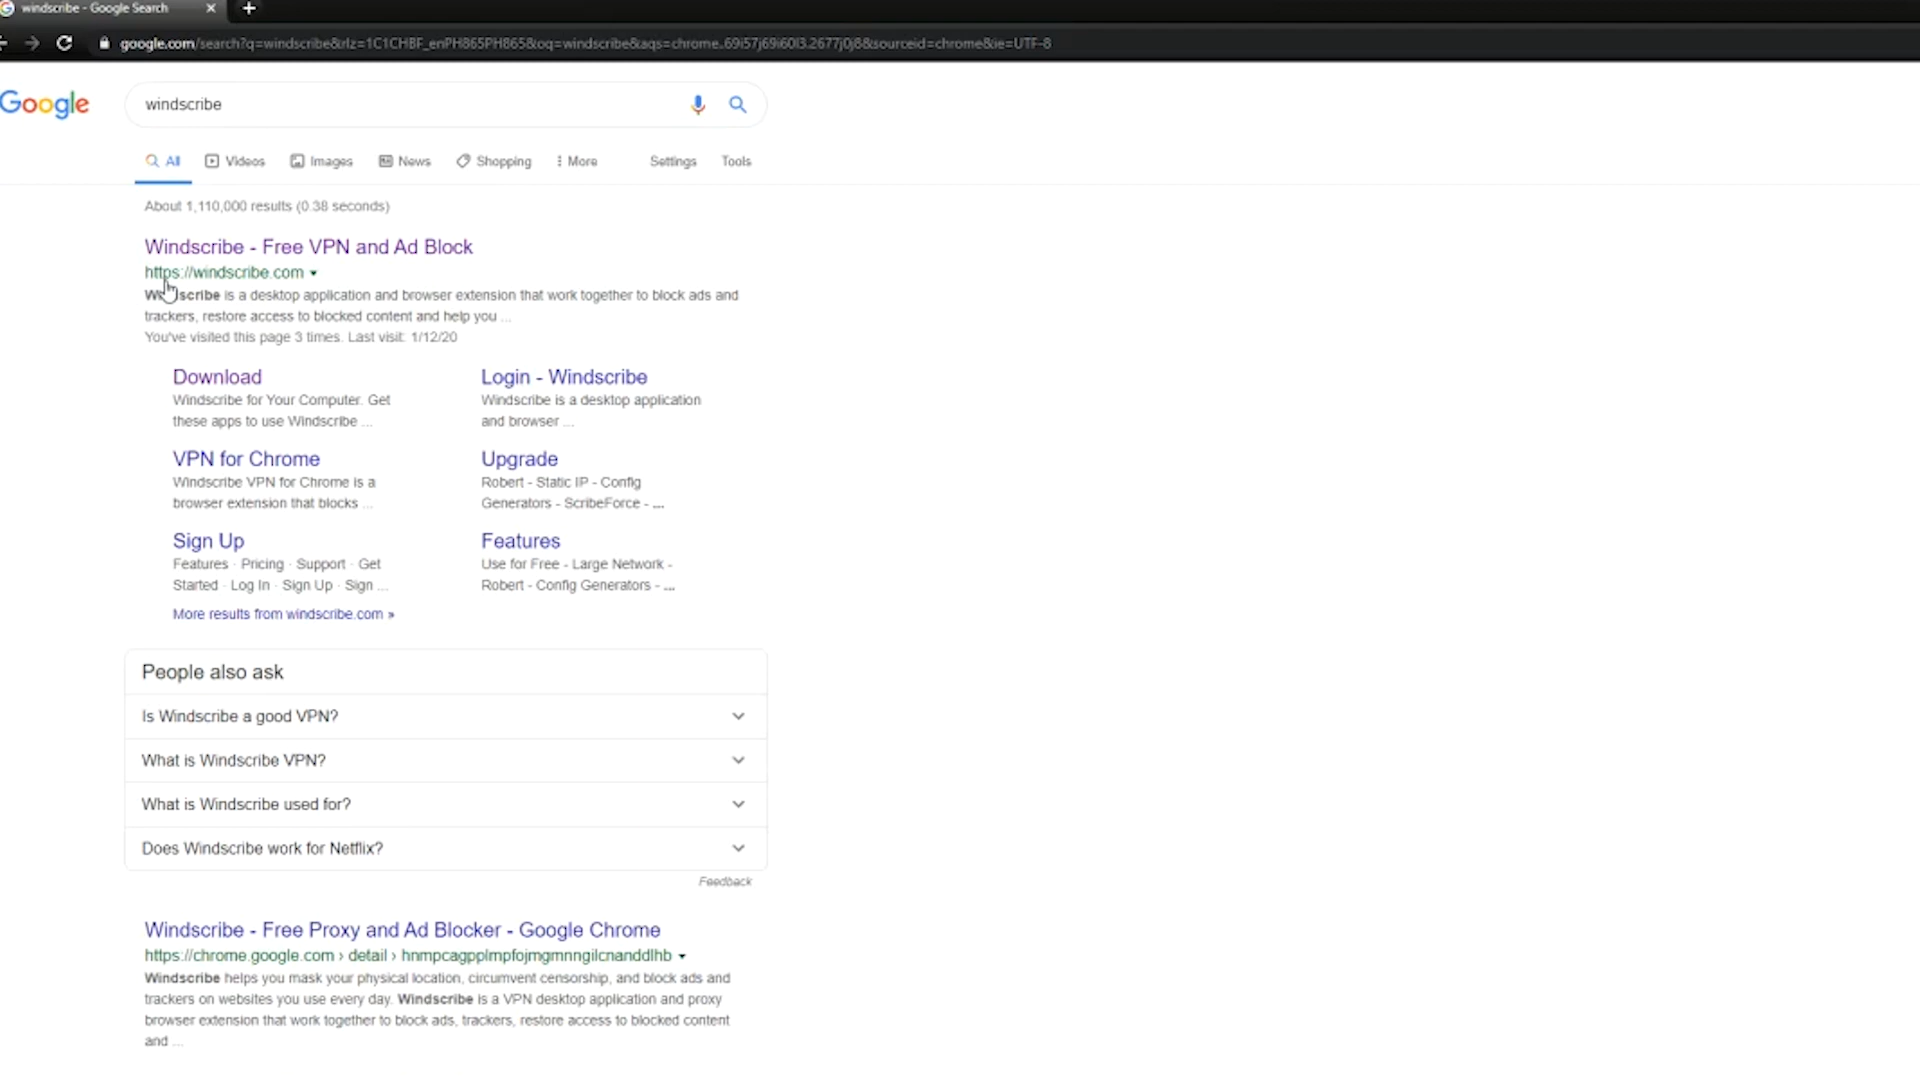 windscribe - Google Search
google.com/search?q=windscribe&rlz=1C1CHBF_enPH865PH865&oq=windscribe&aqs=chrome..69i57j69i60l3.2677j0j8&sourceid=chrome&ie=UTF-8
Google
windscribe
All Videos Images News Shopping More Settings Tools
About 1,110,000 results (0.38 seconds)
Windscribe - Free VPN and Ad Block
https://windscribe.com
Windscribe is a desktop application and browser extension that work together to block ads and
trackers, restore access to blocked content and help you ...
You've visited this page 3 times. Last visit: 1/12/20
Download
Windscribe for Your Computer. Get
these apps to use Windscribe ...
Login - Windscribe
Windscribe is a desktop application
and browser ...
VPN for Chrome
Windscribe VPN for Chrome is a
browser extension that blocks ...
Upgrade
Robert - Static IP - Config
Generators - ScribeForce - ...
Sign Up
Features · Pricing · Support · Get
Started · Log In · Sign Up · Sign ...
Features
Use for Free - Large Network -
Robert - Config Generators - ...
More results from windscribe.com »
People also ask
Is Windscribe a good VPN?
What is Windscribe VPN?
What is Windscribe used for?
Does Windscribe work for Netflix?
Feedback
Windscribe - Free Proxy and Ad Blocker - Google Chrome
https://chrome.google.com › detail › hnmpcagpplmpfojmgmnngilcnanddlhb
Windscribe helps you mask your physical location, circumvent censorship, and block ads and
trackers on websites you use every day. Windscribe is a VPN desktop application and proxy
browser extension that work together to block ads, trackers, restore access to blocked content
and ...